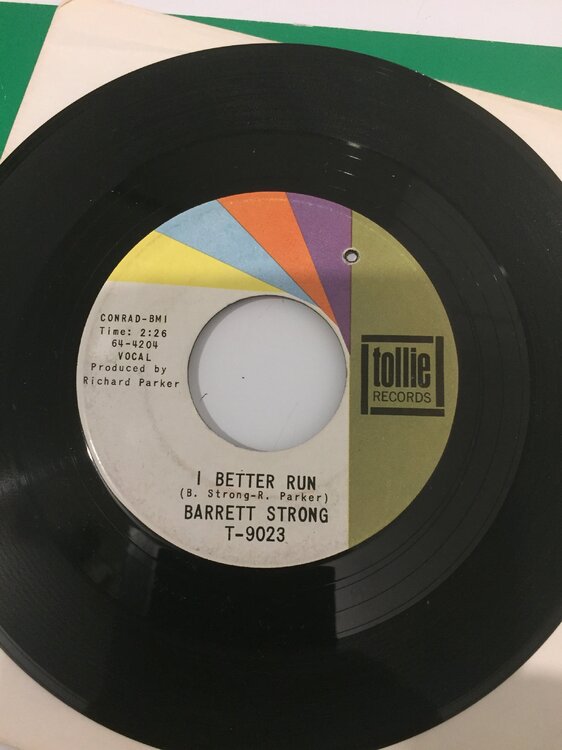 CONRAD-BMI
Time: 2:26
64-4204
VOCAL
Produced by
Richard Parker
tollie
RECORDS
I BETTER RUN
(B. Strong-R. Parker)
BARRETT STRONG
T-9023